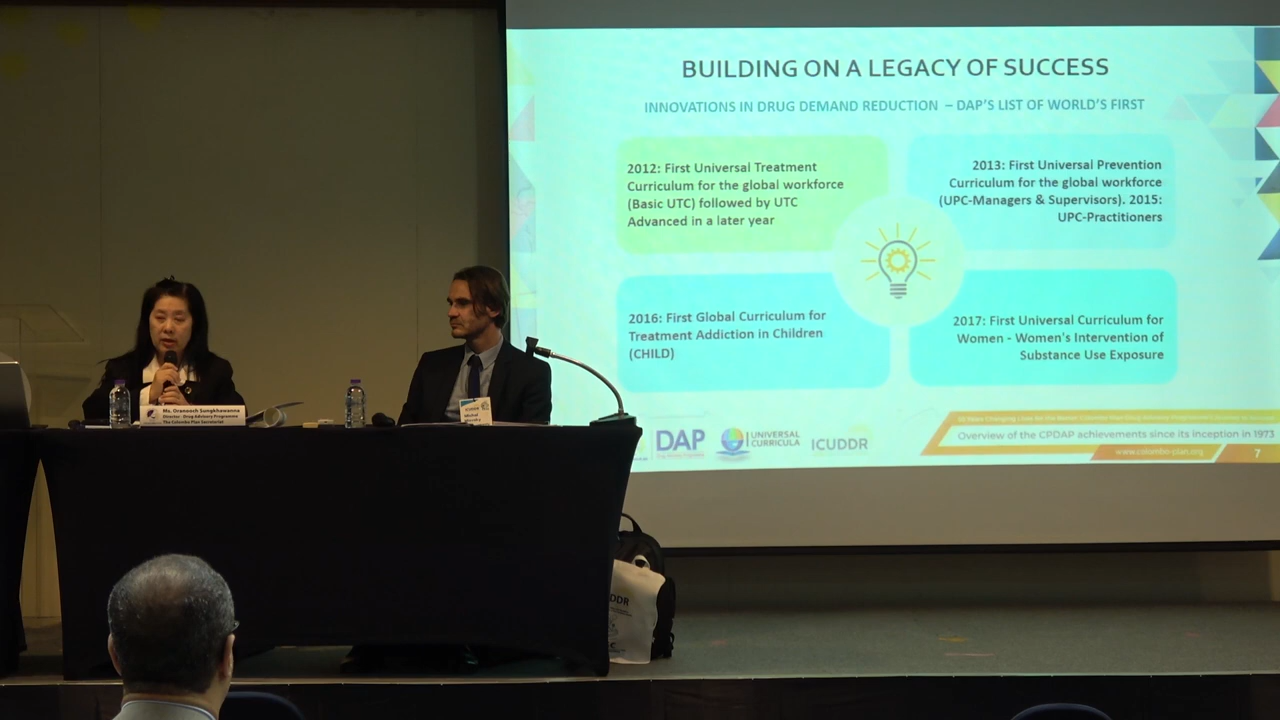 BUILDING ON A LEGACY OF SUCCESS
INNOVATIONS IN DRUG DEMAND REDUCTION – DAP'S LIST OF WORLD'S FIRST
2012: First Universal Treatment
Curriculum for the global workforce
(Basic UTC) followed by UTC
Advanced in a later year
2013: First Universal Prevention
Curriculum for the global workforce
(UPC-Managers & Supervisors). 2015:
UPC-Practitioners
2016: First Global Curriculum for
Treatment Addiction in Children
(CHILD)
2017: First Universal Curriculum for
Women - Women's Intervention of
Substance Use Exposure
DAP
UNIVERSAL
CURRICULA
ICUDDR
Overview of the CPDAP achievements since its inception in 1973
www.colombo-plan.org
7
Ms. Oranooch Sungkhawanna
Director - Drug Advisory Programme
The Colombo Plan Secretariat
ICUDDR
Michal
DDR